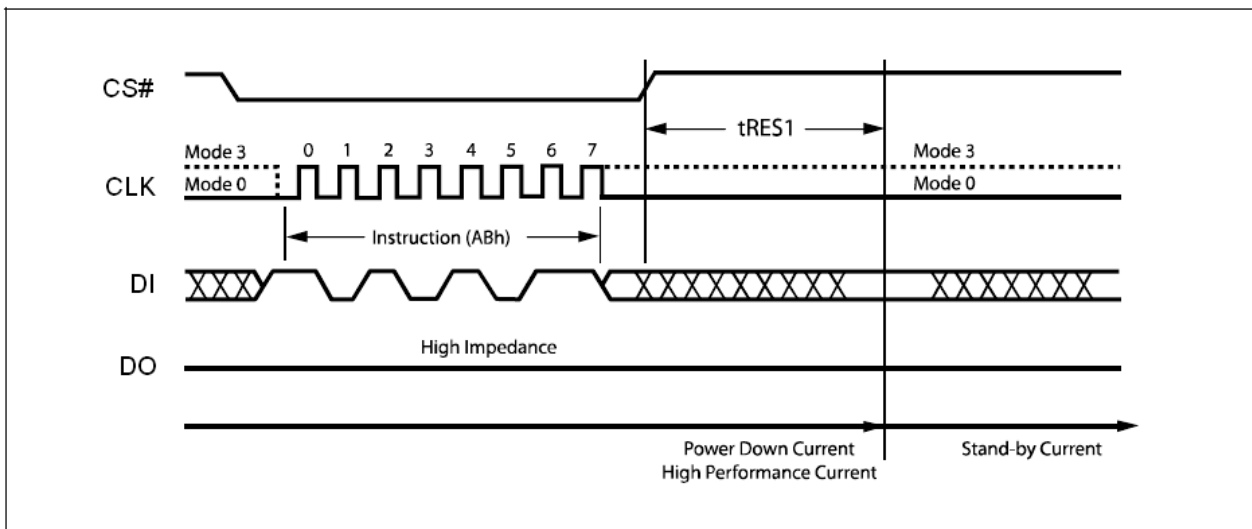 CS#
tRES1
Mode 3 0 1 2 3 4 5 6 7 Mode 3
CLK
Mode 0 Mode 0
Instruction (ABh)
DI
High Impedance
DO
Power Down Current Stand-by Current
High Performance Current